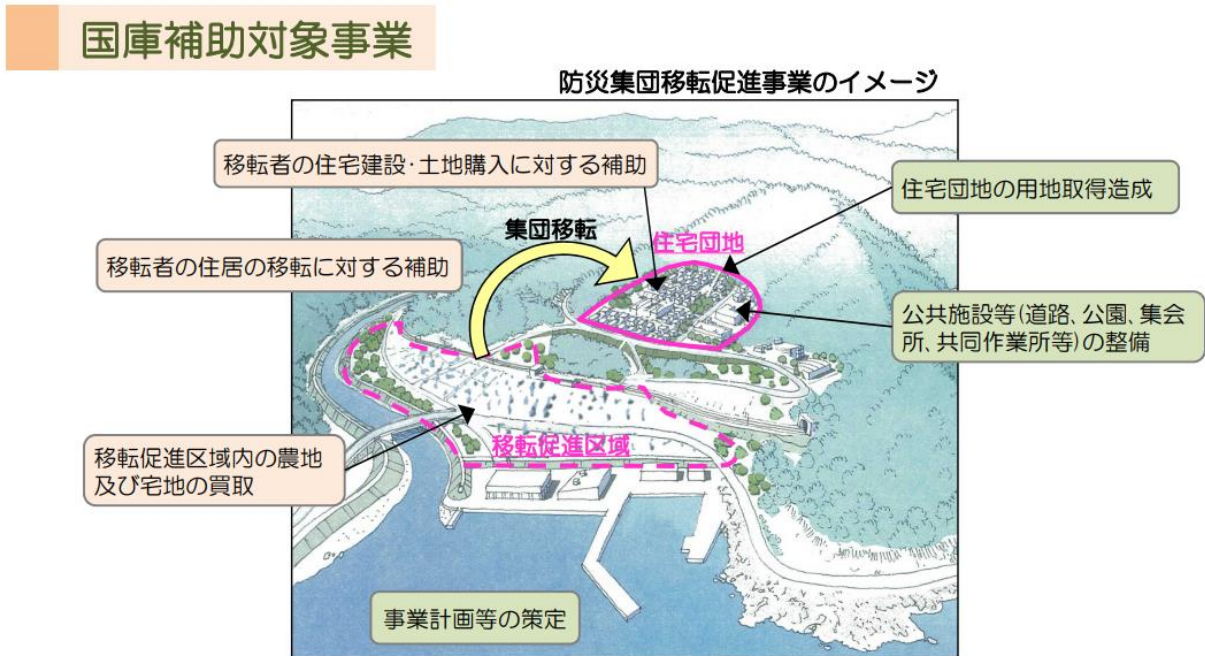 国庫補助対象事業
防災集団移転促進事業のイメージ
移転者の住宅建設・土地購入に対する補助
住宅団地の用地取得造成
集団移転
住宅団地
移転者の住居の移転に対する補助
公共施設等(道路、公園、集会
所、共同作業所等)の整備
移転促進区域
移転促進区域内の農地
及び宅地の買取
事業計画等の策定